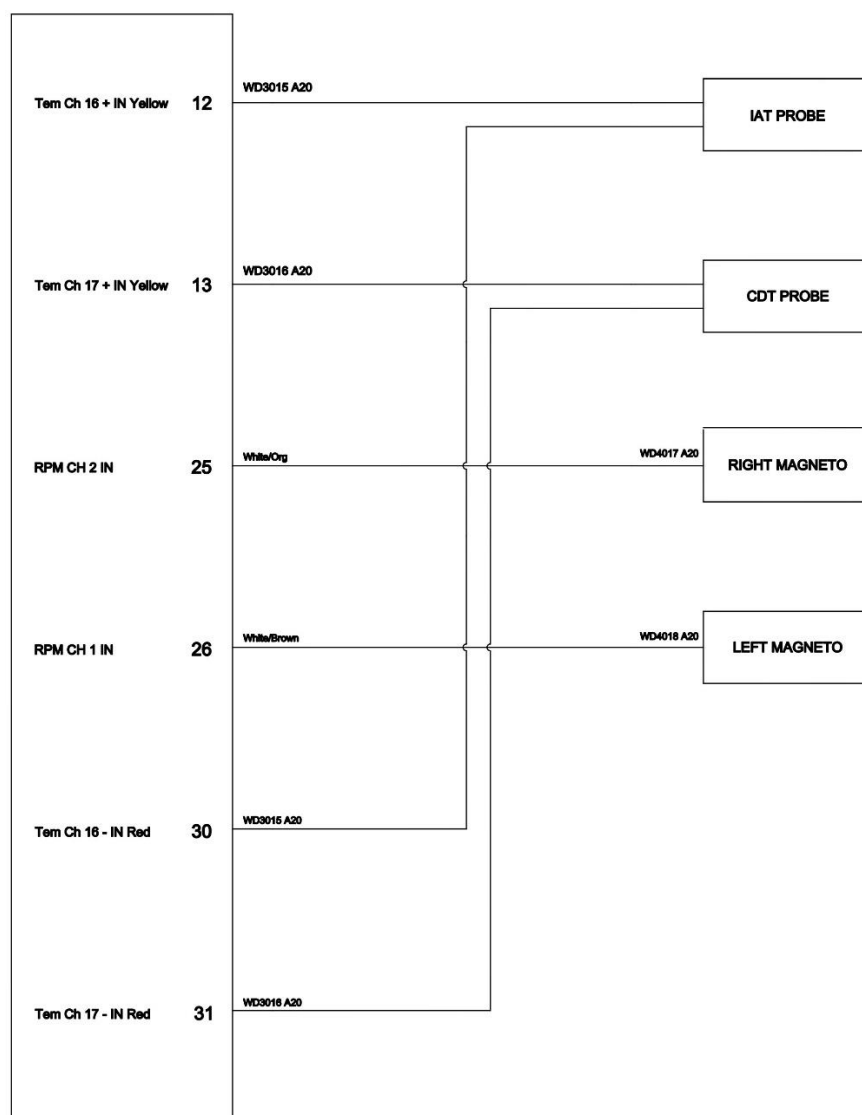 WD3015 A20
Tem Ch 16 + IN Yellow 12
IAT PROBE
WD3016 A20
Tem Ch 17 + IN Yellow 13
CDT PROBE
White/Org WD4017 A20
RPM CH 2 IN 25
RIGHT MAGNETO
White/Brown WD4018 A20
RPM CH 1 IN 26
LEFT MAGNETO
WD3015 A20
Tem Ch 16 - IN Red 30
WD3016 A20
Tem Ch 17 - IN Red 31